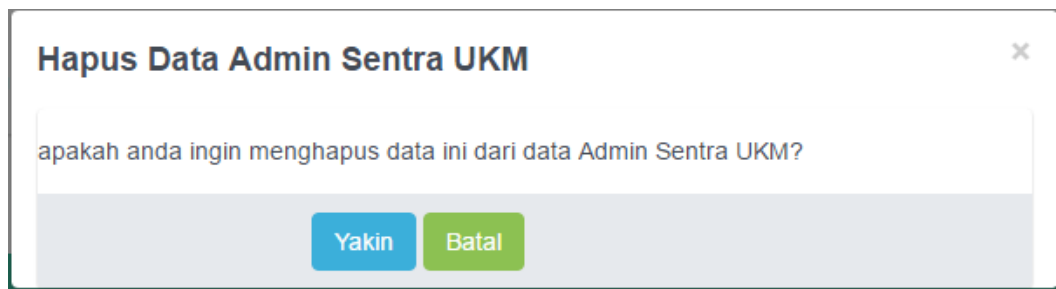 Hapus Data Admin Sentra UKM ×
apakah anda ingin menghapus data ini dari data Admin Sentra UKM?
Yakin Batal